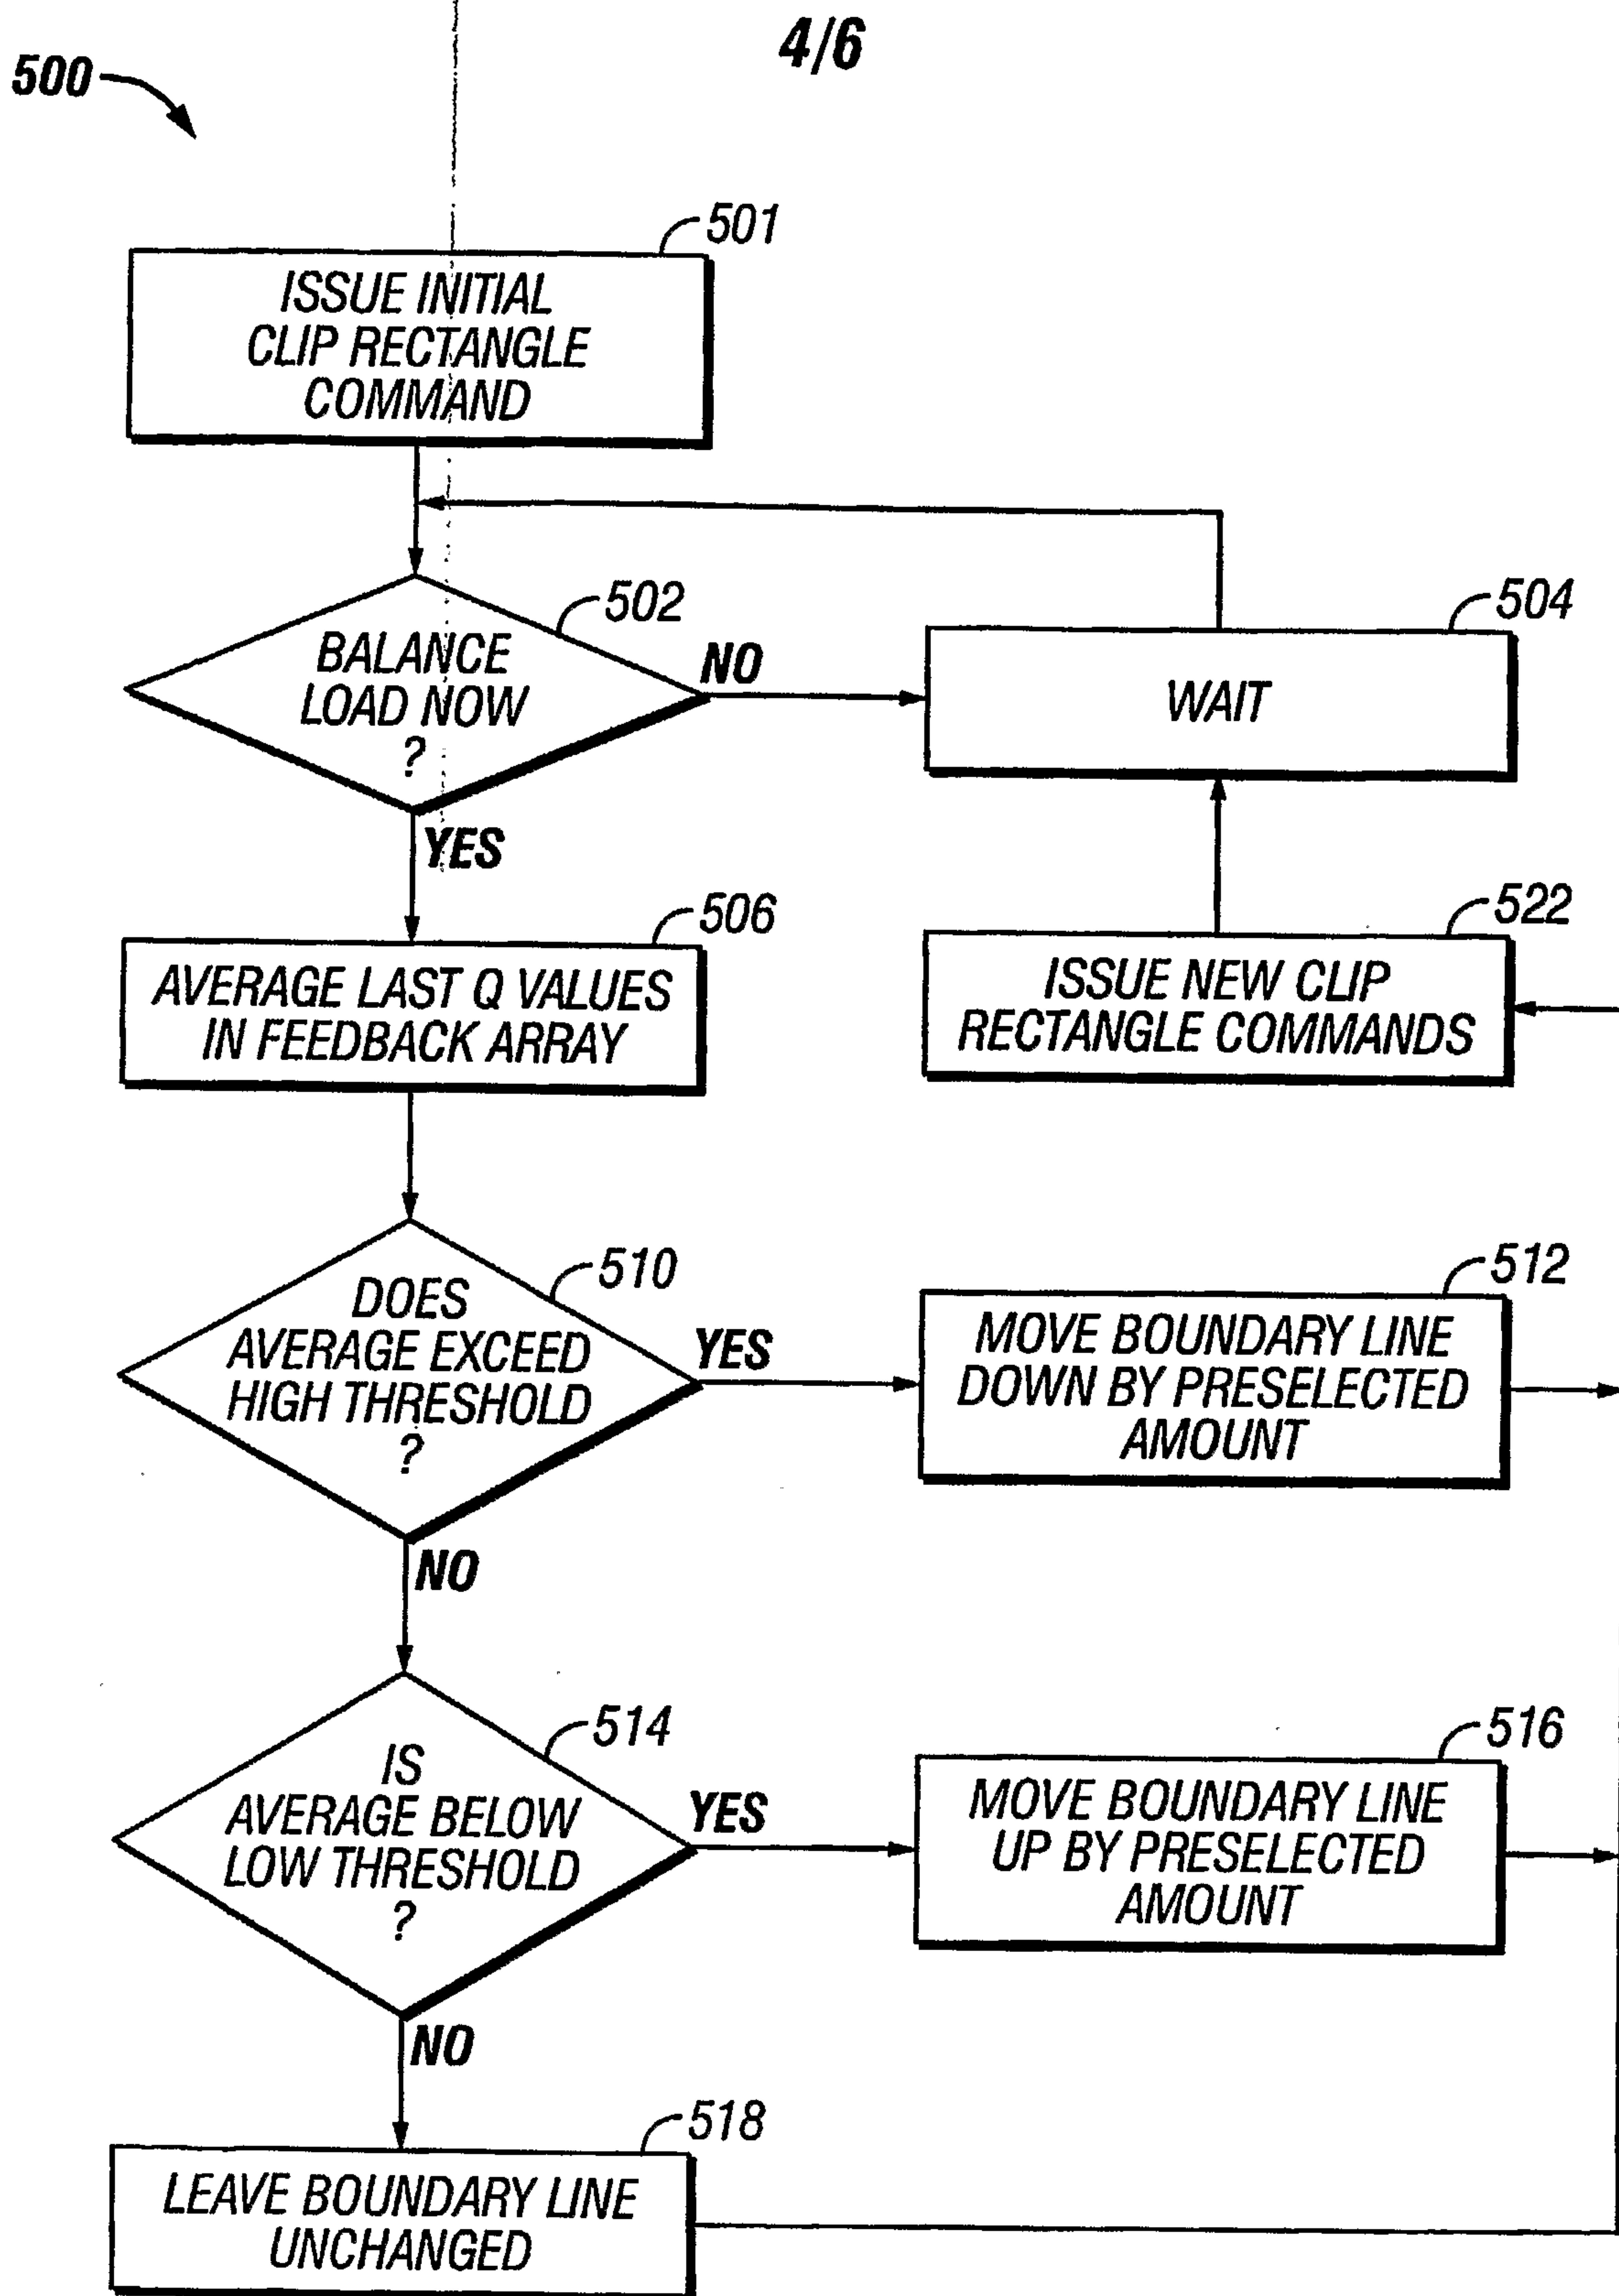 4/6
500
501
ISSUE INITIAL
CLIP RECTANGLE
COMMAND
502
BALANCE
LOAD NOW
?
NO
504
WAIT
YES
506
AVERAGE LAST Q VALUES
IN FEEDBACK ARRAY
522
ISSUE NEW CLIP
RECTANGLE COMMANDS
510
DOES
AVERAGE EXCEED
HIGH THRESHOLD
?
YES
512
MOVE BOUNDARY LINE
DOWN BY PRESELECTED
AMOUNT
NO
514
IS
AVERAGE BELOW
LOW THRESHOLD
?
YES
516
MOVE BOUNDARY LINE
UP BY PRESELECTED
AMOUNT
NO
518
LEAVE BOUNDARY LINE
UNCHANGED